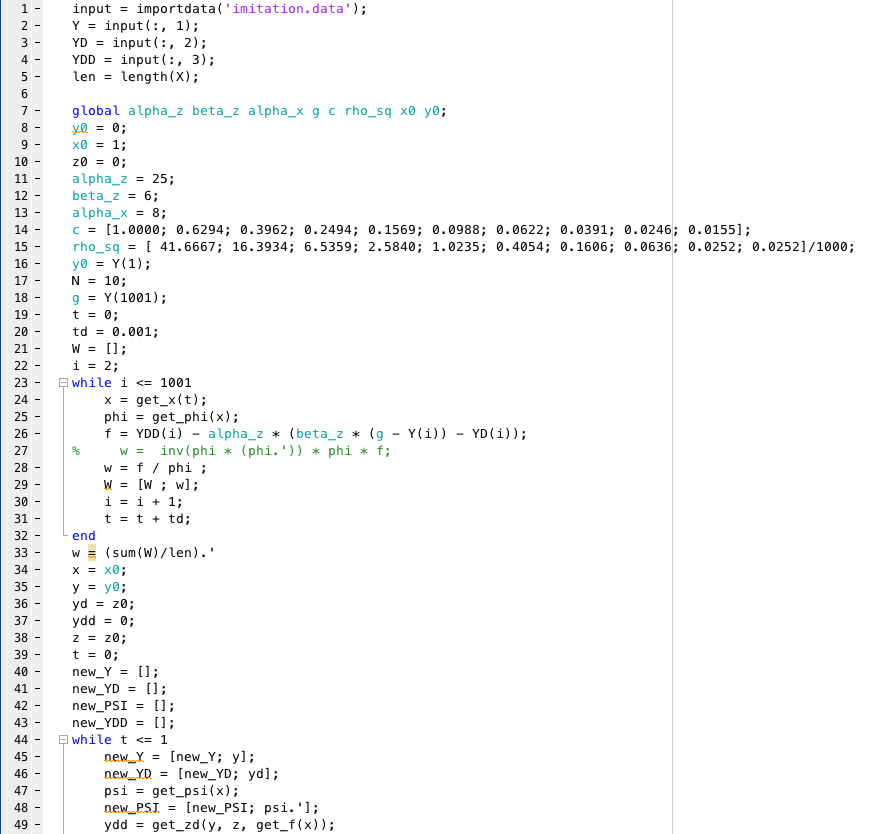 1 - input = importdata('imitation.data');
2 - Y = input(:, 1);
3 - YD = input(:, 2);
4 - YDD = input(:, 3);
5 - len = length(X);
6
7 - global alpha_z beta_z alpha_x g c rho_sq x0 y0;
8 - y0 = 0;
9 - x0 = 1;
10 - z0 = 0;
11 - alpha_z = 25;
12 - beta_z = 6;
13 - alpha_x = 8;
14 - c = [1.0000; 0.6294; 0.3962; 0.2494; 0.1569; 0.0988; 0.0622; 0.0391; 0.0246; 0.0155];
15 - rho_sq = [ 41.6667; 16.3934; 6.5359; 2.5840; 1.0235; 0.4054; 0.1606; 0.0636; 0.0252; 0.0252]/1000;
16 - y0 = Y(1);
17 - N = 10;
18 - g = Y(1001);
19 - t = 0;
20 - td = 0.001;
21 - W = [];
22 - i = 2;
23 - while i <= 1001
24 - x = get_x(t);
25 - phi = get_phi(x);
26 - f = YDD(i) - alpha_z * (beta_z * (g - Y(i)) - YD(i));
27 % w = inv(phi * (phi.')) * phi * f;
28 - w = f / phi ;
29 - W = [W ; w];
30 - i = i + 1;
31 - t = t + td;
32 - end
33 - w = (sum(W)/len).'
34 - x = x0;
35 - y = y0;
36 - yd = z0;
37 - ydd = 0;
38 - z = z0;
39 - t = 0;
40 - new_Y = [];
41 - new_YD = [];
42 - new_PSI = [];
43 - new_YDD = [];
44 - while t <= 1
45 - new_Y = [new_Y; y];
46 - new_YD = [new_YD; yd];
47 - psi = get_psi(x);
48 - new_PSI = [new_PSI; psi.'];
49 - ydd = get_zd(y, z, get_f(x));